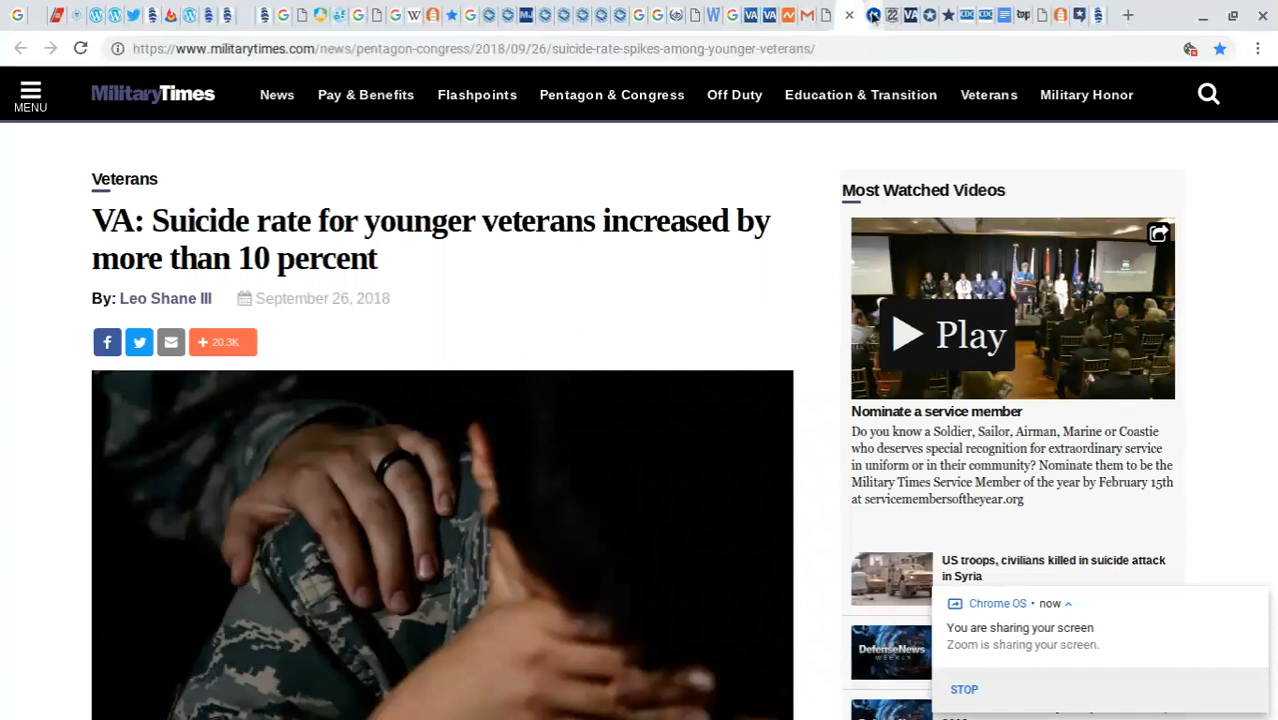 www.militarytimes.com/news/pentagon-congress/2018/09/26/suicide-rate-spikes-among-younger-veterans/
MENU
MilitaryTimes
News
Pay & Benefits
Flashpoints
Pentagon & Congress
Off Duty
Education & Transition
Veterans
Military Honor
Veterans
VA: Suicide rate for younger veterans increased by
more than 10 percent
By: Leo Shane III
September 26, 2018
20.3K
Most Watched Videos
Play
Nominate a service member
Do you know a Soldier, Sailor, Airman, Marine or Coastie
who deserves special recognition for extraordinary service
in uniform or in their community? Nominate them to be the
Military Times Service Member of the year by February 15th
at servicemembersoftheyear.org
US troops, civilians killed in suicide attack
in Syria
DefenseNews
WEEKLY
Chrome OS • now
You are sharing your screen
Zoom is sharing your screen.
STOP